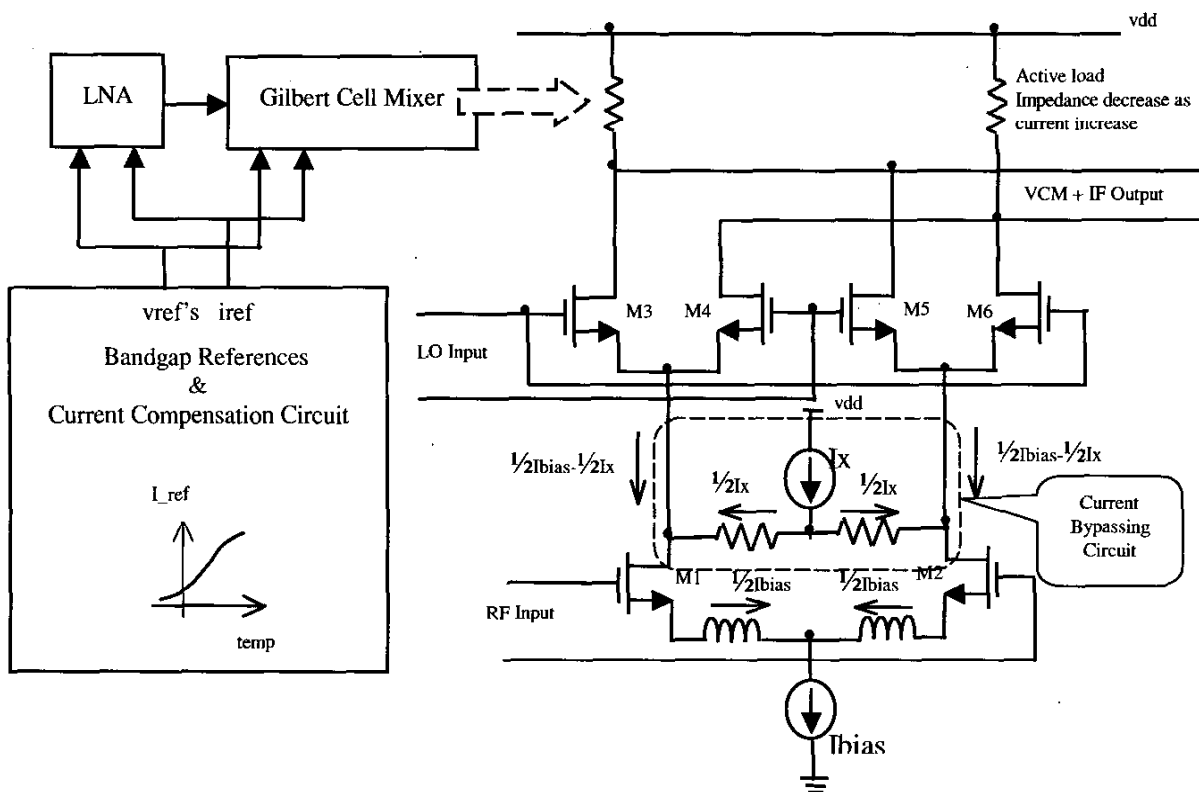 vdd
LNA
Gilbert Cell Mixer
Active load
Impedance decrease as
current increase
VCM + IF Output
vref's iref
Bandgap References
&
Current Compensation Circuit
I_ref
temp
M3
M4
M5
M6
LO Input
vdd
Ix
½Ibias-½Ix
½Ix
½Ix
½Ibias-½Ix
Current
Bypassing
Circuit
M1
M2
½Ibias
½Ibias
RF Input
Ibias